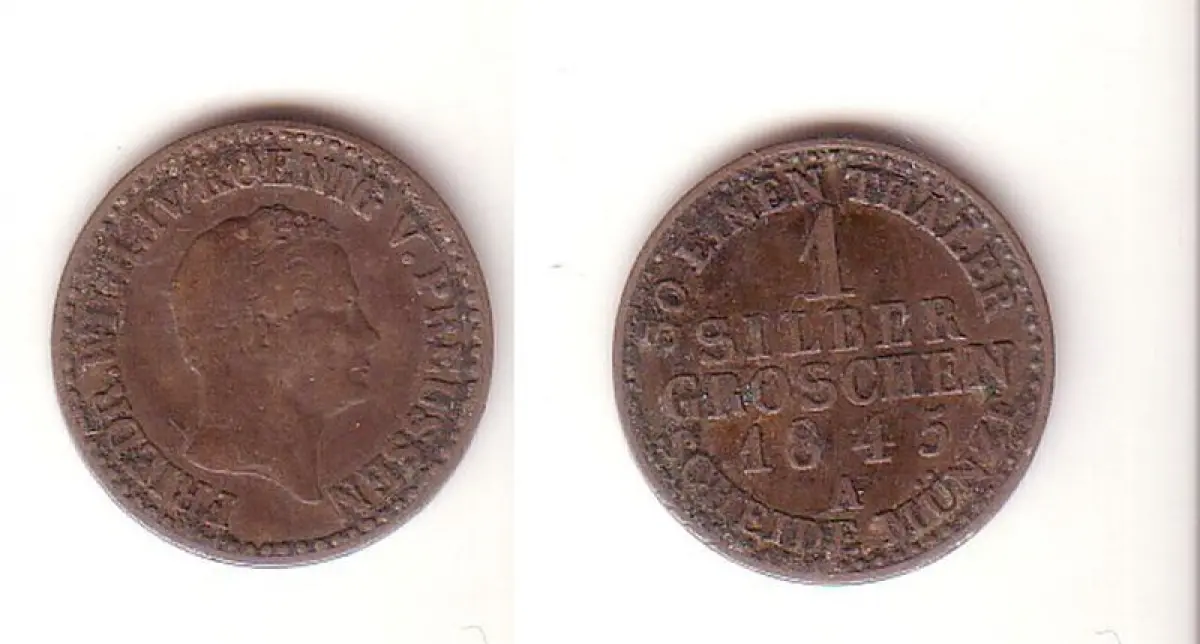 FRIEDR. WILH. IV KOENIG V. PREUSSEN
30 EINEN THALER
1
SILBER
GROSCHEN
1845
A
SCHEIDE MÜNZE